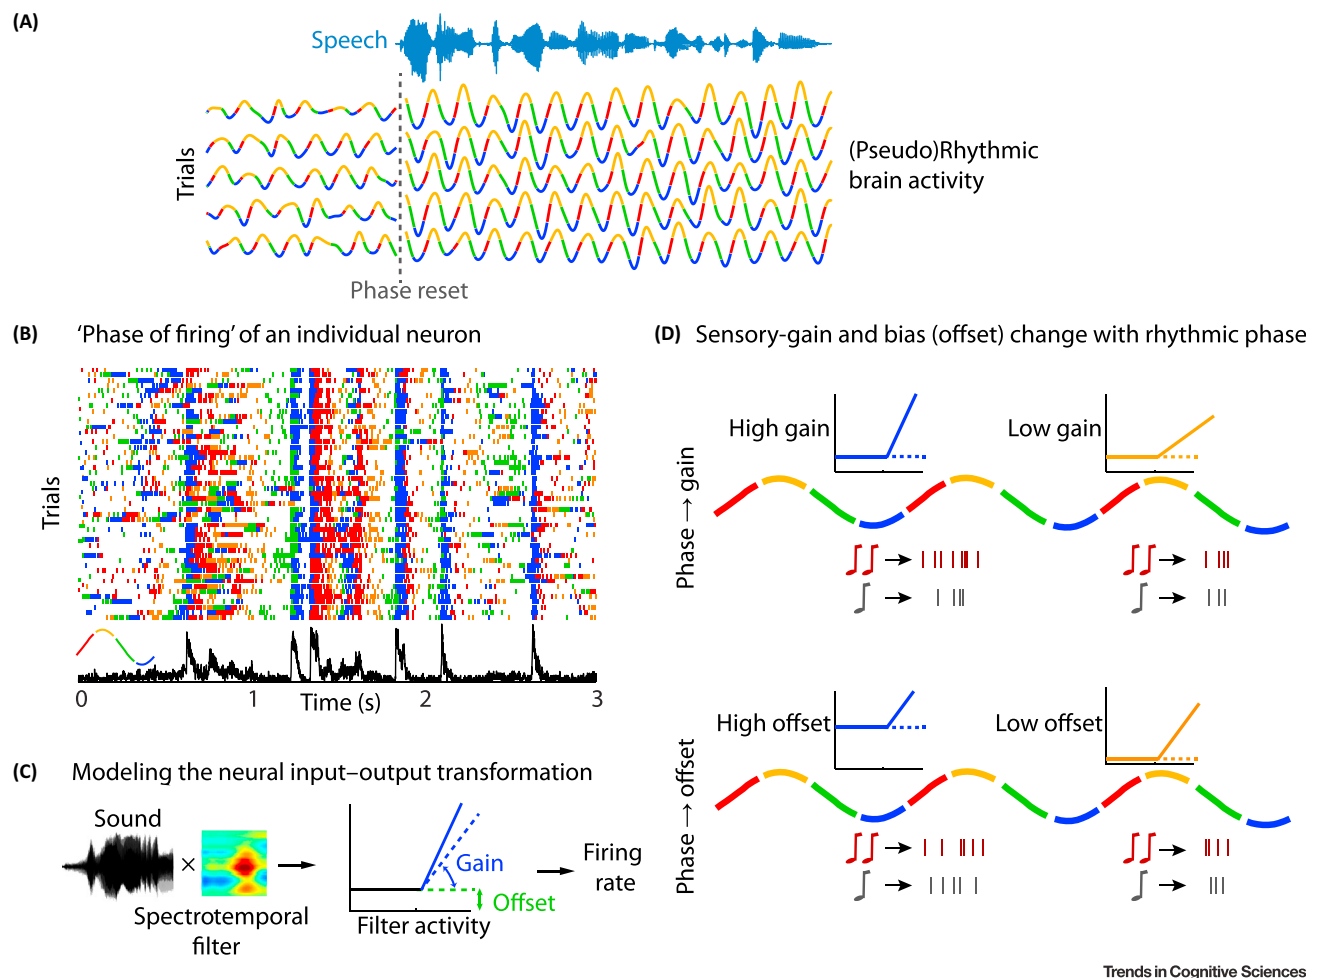 (A)
Speech
Trials
(Pseudo)Rhythmic
brain activity
Phase reset
(B) 'Phase of firing' of an individual neuron
Trials
0 1 2 3
Time (s)
(C) Modeling the neural input–output transformation
Sound
×
Spectrotemporal
filter
Gain
Offset
Filter activity
Firing
rate
(D) Sensory-gain and bias (offset) change with rhythmic phase
Phase → gain
High gain
Low gain
Phase → offset
High offset
Low offset
Trends in Cognitive Sciences